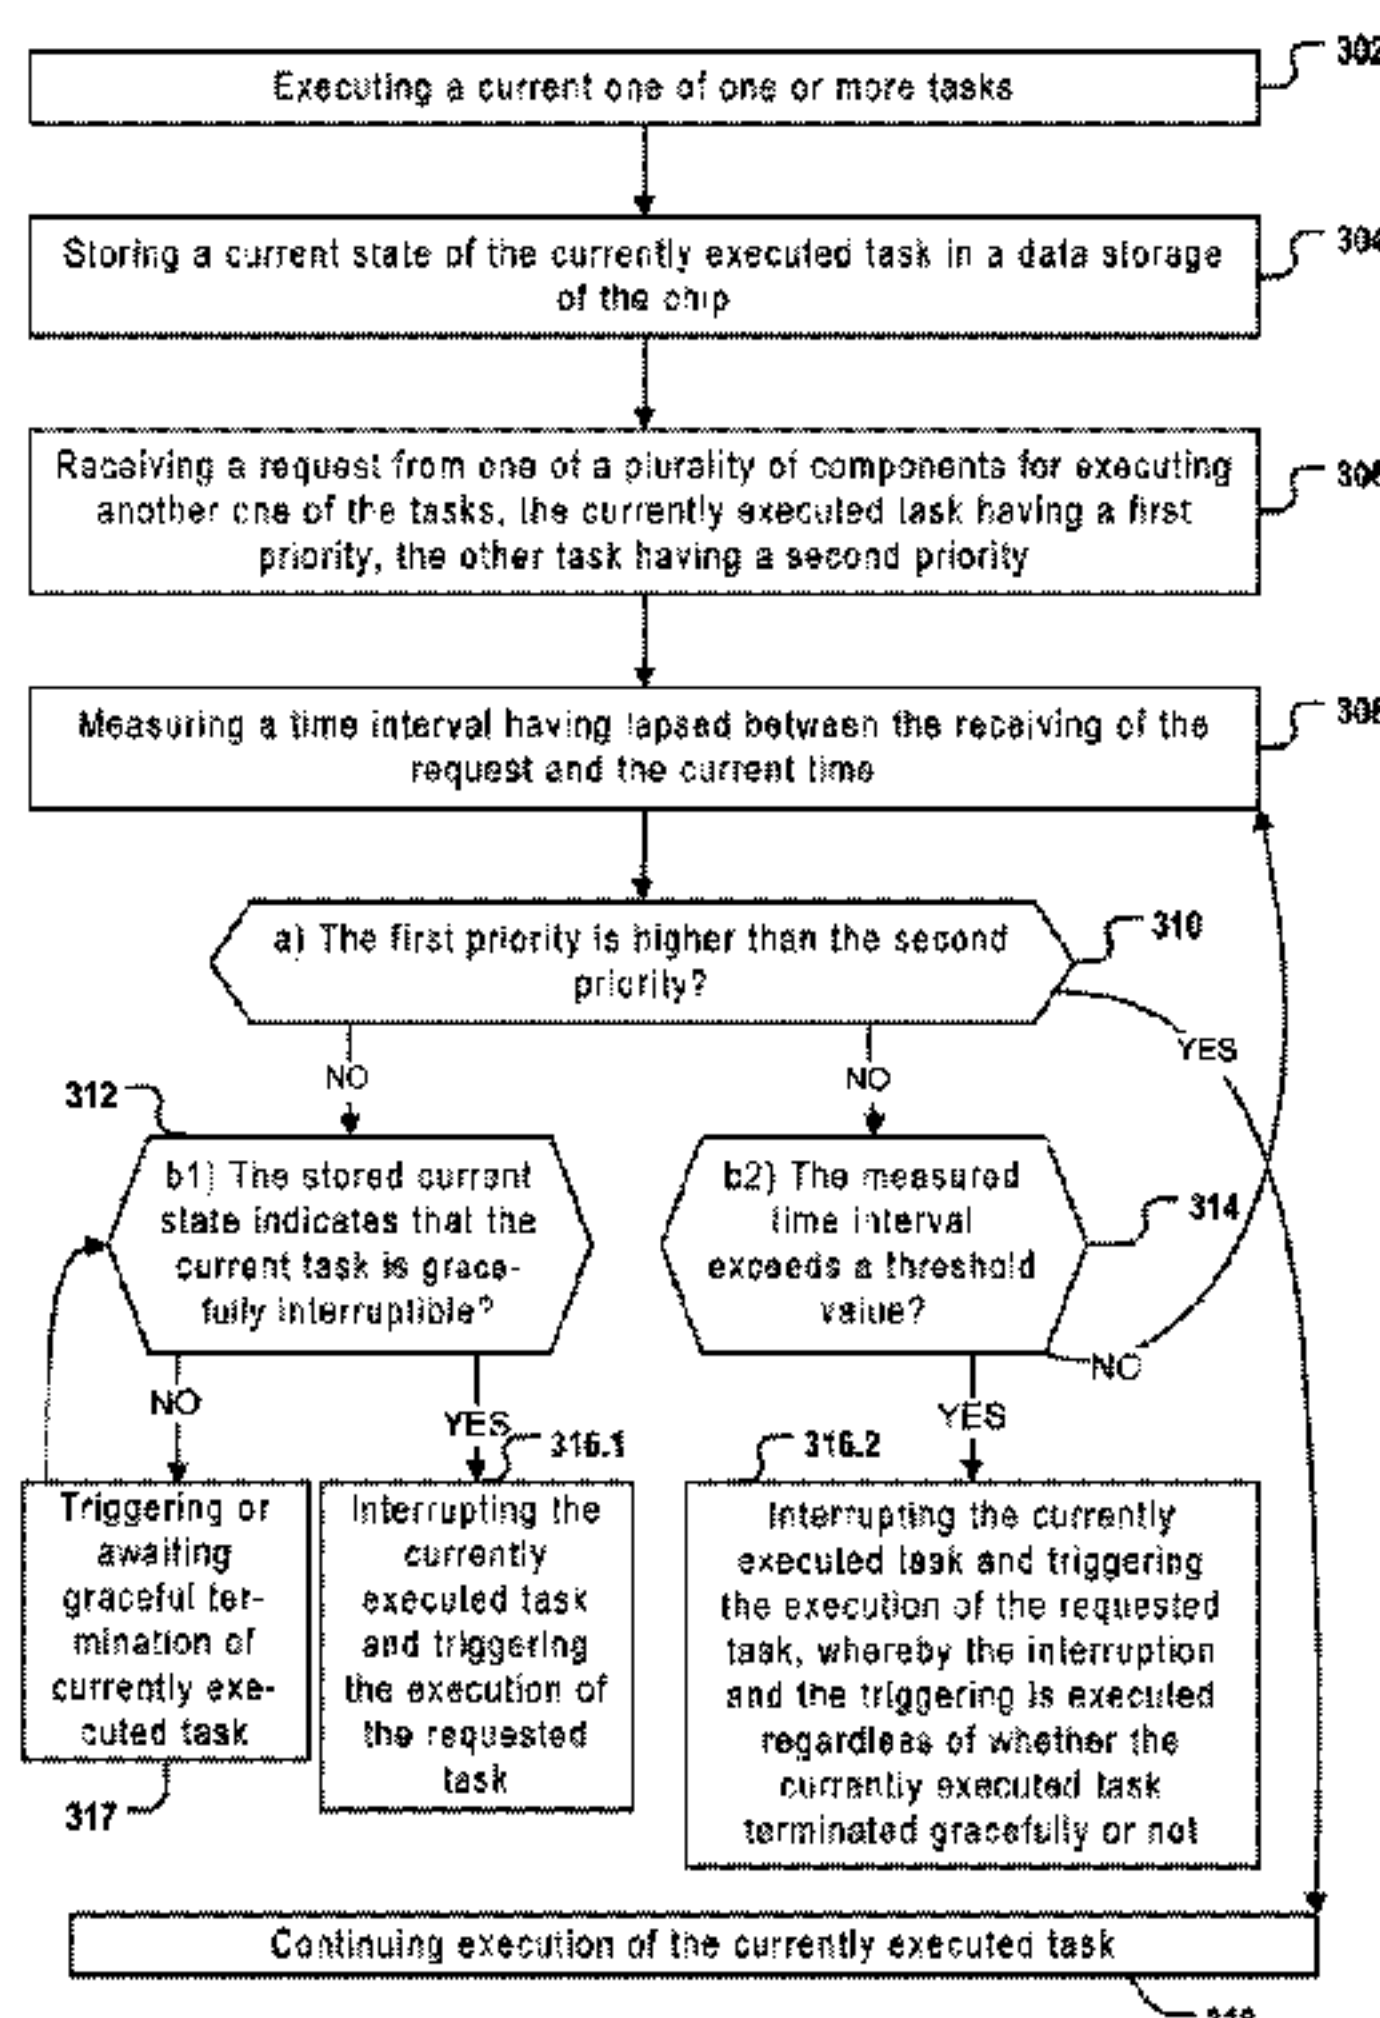 302
Executing a current one of one or more tasks
304
Storing a current state of the currently executed task in a data storage
of the chip
306
Receiving a request from one of a plurality of components for executing
another one of the tasks, the currently executed task having a first
priority, the other task having a second priority
308
Measuring a time interval having lapsed between the receiving of the
request and the current time
310
a) The first priority is higher than the second
priority?
YES
NO
NO
312
b1) The stored current
state indicates that the
current task is grace-
fully interruptible?
b2) The measured
time interval
exceeds a threshold
value?
314
NO
NO
YES
YES
316.1
316.2
Triggering or
awaiting
graceful ter-
mination of
currently exe-
cuted task
317
Interrupting the
currently
executed task
and triggering
the execution of
the requested
task
Interrupting the currently
executed task and triggering
the execution of the requested
task, whereby the interruption
and the triggering is executed
regardless of whether the
currently executed task
terminated gracefully or not
Continuing execution of the currently executed task